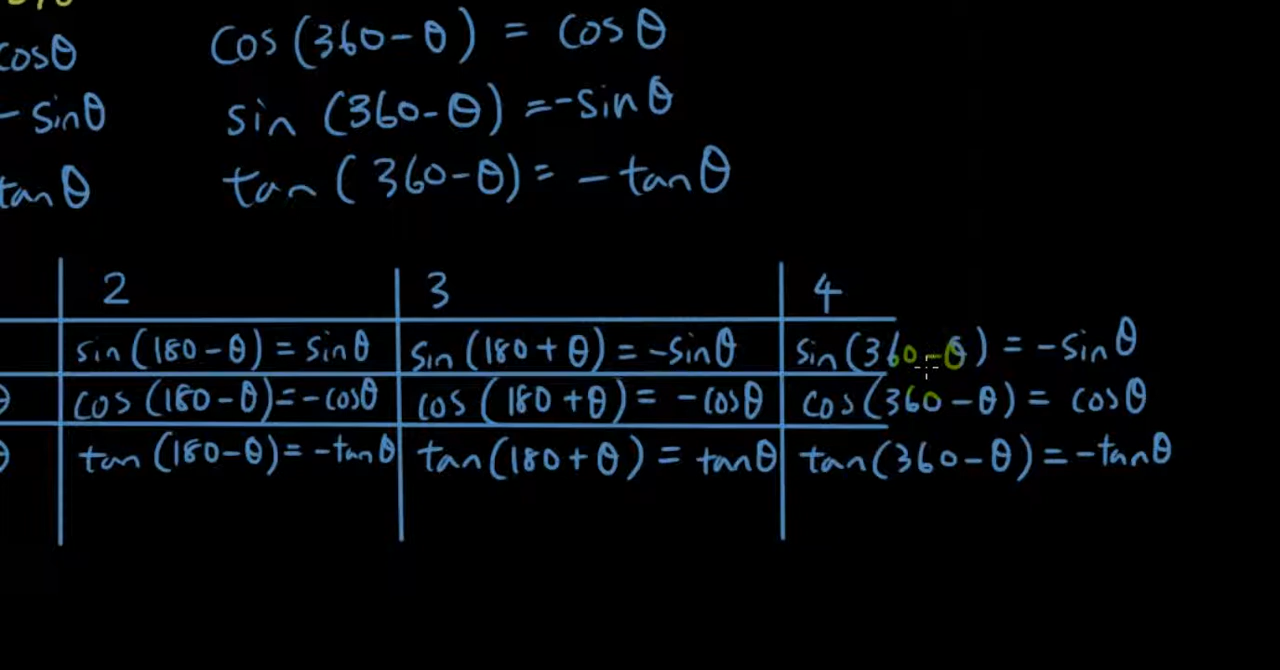 cosθ cos(360-θ) = cosθ
-sinθ sin(360-θ) =-sinθ
tanθ tan(360-θ)= -tanθ
2 3 4
sin(180-θ)=sinθ sin(180+θ)=-sinθ sin(360-θ) = -sinθ
θ cos(180-θ)=-cosθ cos(180+θ)= -cosθ cos(360-θ)= cosθ
θ tan(180-θ)= -tanθ tan(180+θ) = tanθ tan(360-θ)=-tanθ